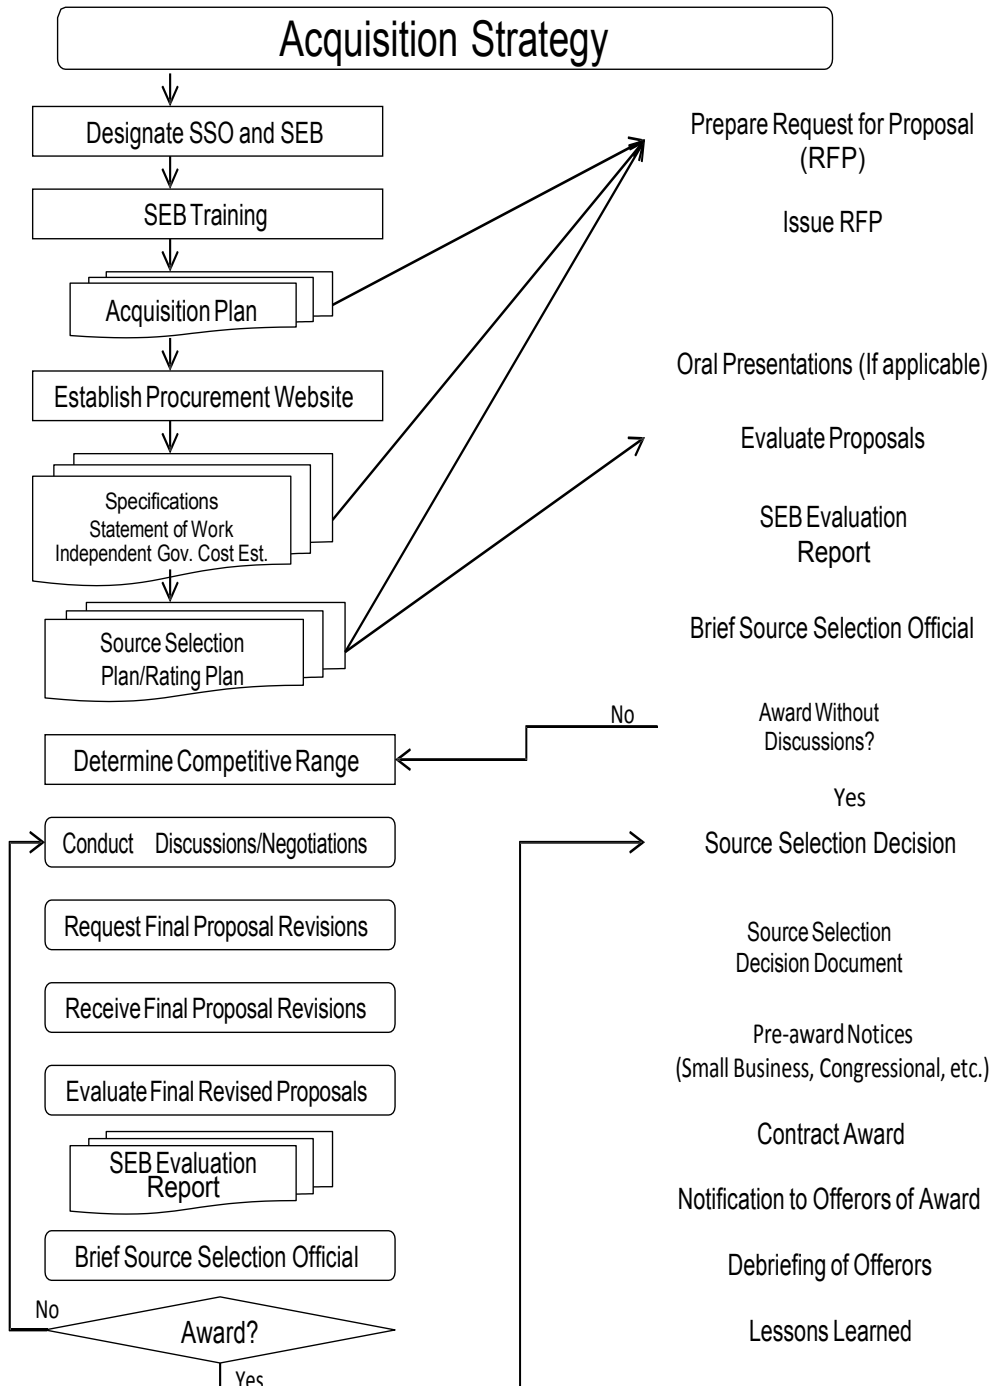 Acquisition Strategy
Designate SSO and SEB
SEB Training
Acquisition Plan
Establish Procurement Website
Specifications
Statement of Work
Independent Gov. Cost Est.
Source Selection
Plan/Rating Plan
Determine Competitive Range
Conduct Discussions/Negotiations
Request Final Proposal Revisions
Receive Final Proposal Revisions
Evaluate Final Revised Proposals
SEB Evaluation
Report
Brief Source Selection Official
No
Award?
Yes
Prepare Request for Proposal
(RFP)
Issue RFP
Oral Presentations (If applicable)
Evaluate Proposals
SEB Evaluation
Report
Brief Source Selection Official
No
Award Without
Discussions?
Yes
Source Selection Decision
Source Selection
Decision Document
Pre-award Notices
(Small Business, Congressional, etc.)
Contract Award
Notification to Offerors of Award
Debriefing of Offerors
Lessons Learned